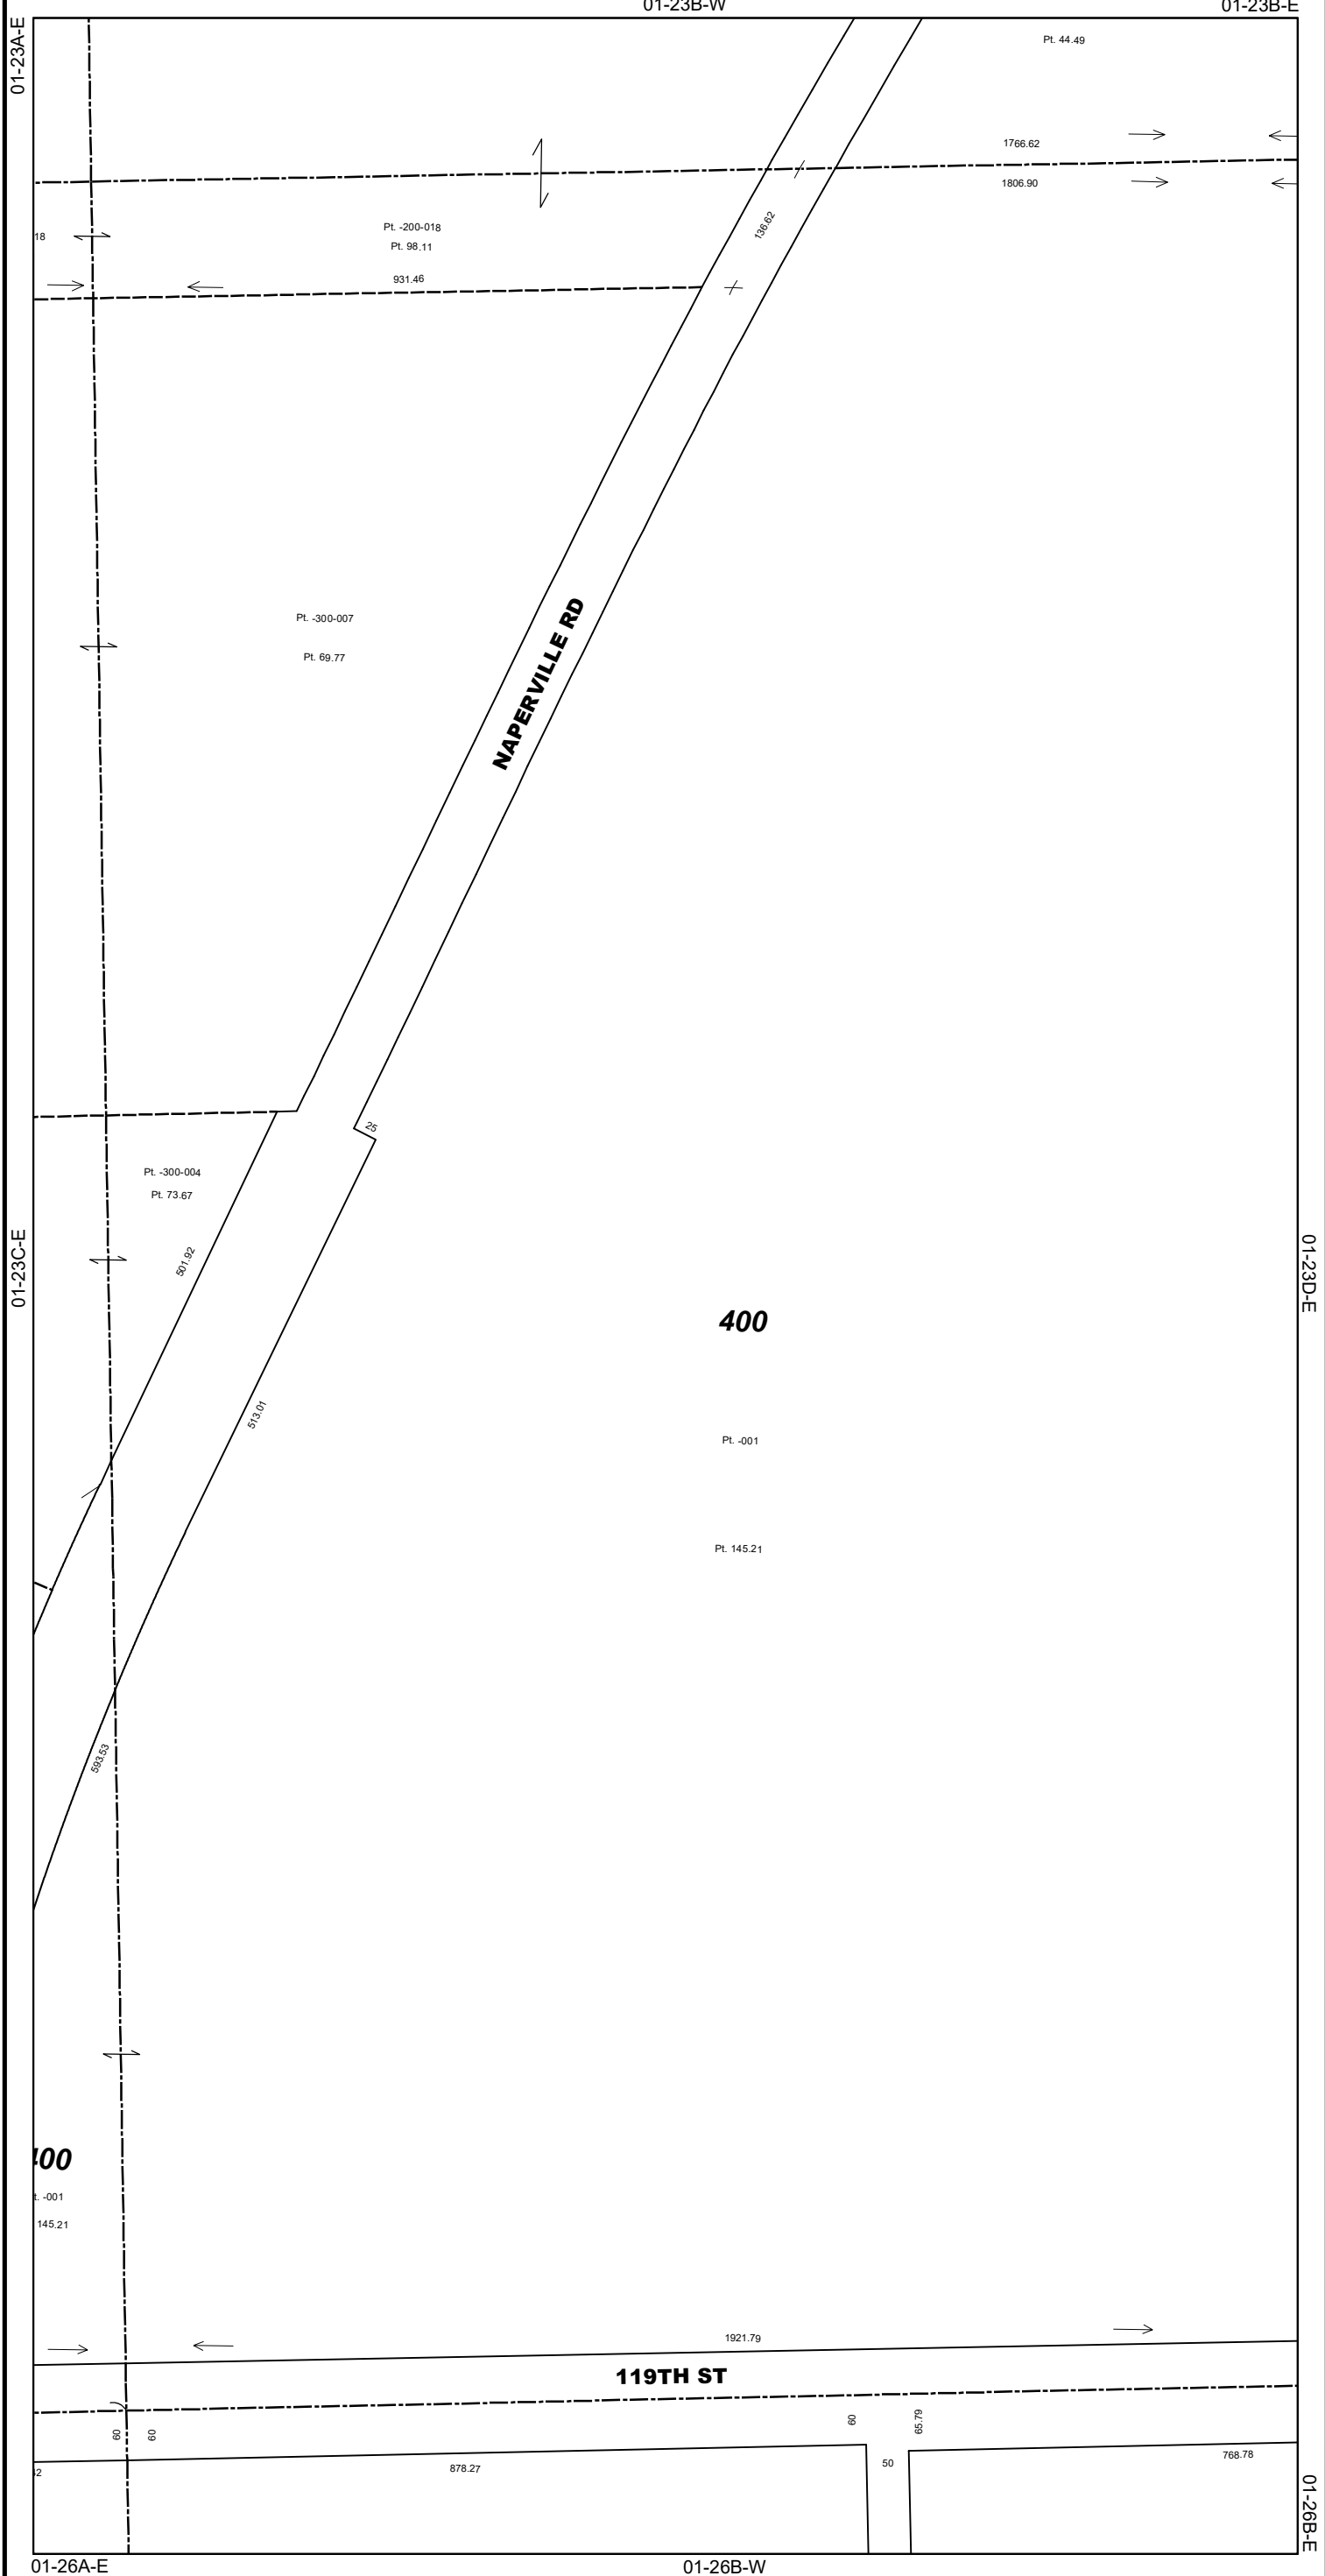 01-23B-W
01-23B-E
01-23A-E
Pt. 44.49
1766.62
1806.90
18
Pt. -200-018
Pt. 98.11
136.62
931.46
NAPERVILLE RD
Pt. -300-007
Pt. 69.77
25
Pt. -300-004
Pt. 73.67
01-23C-E
01-23D-E
501.92
400
513.01
Pt. -001
Pt. 145.21
593.53
400
t. -001
145.21
1921.79
119TH ST
60
60
60
65.79
50
878.27
768.78
32
01-26B-E
01-26A-E
01-26B-W